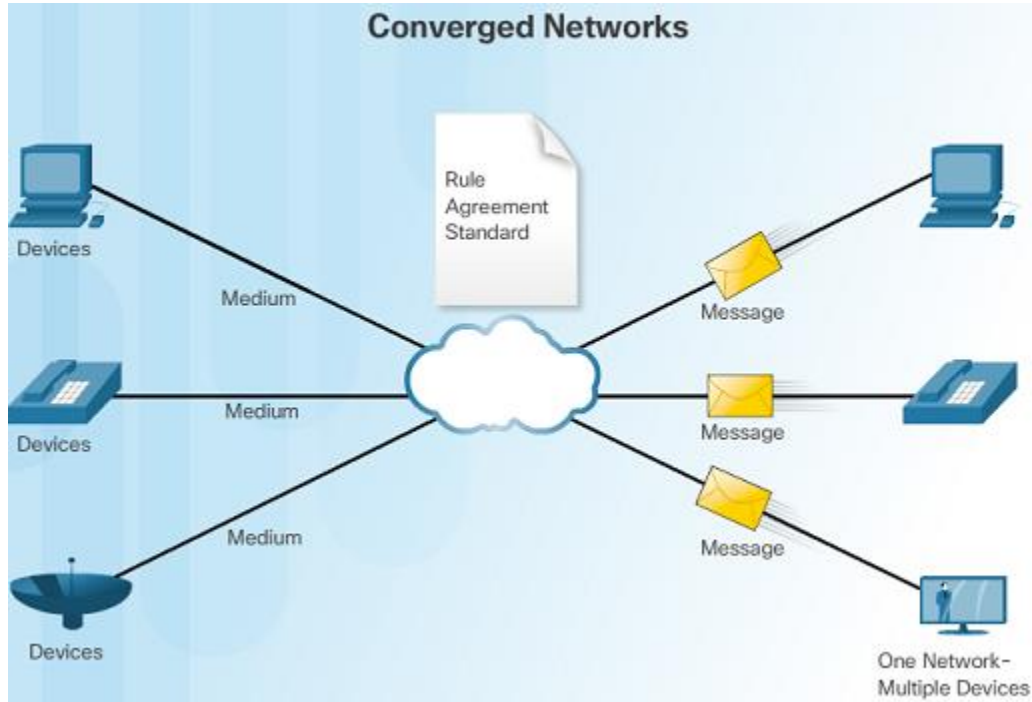 Converged Networks
Rule
Agreement
Standard
Devices
Medium
Message
Devices
Medium
Message
Medium
Message
Devices
One Network-
Multiple Devices